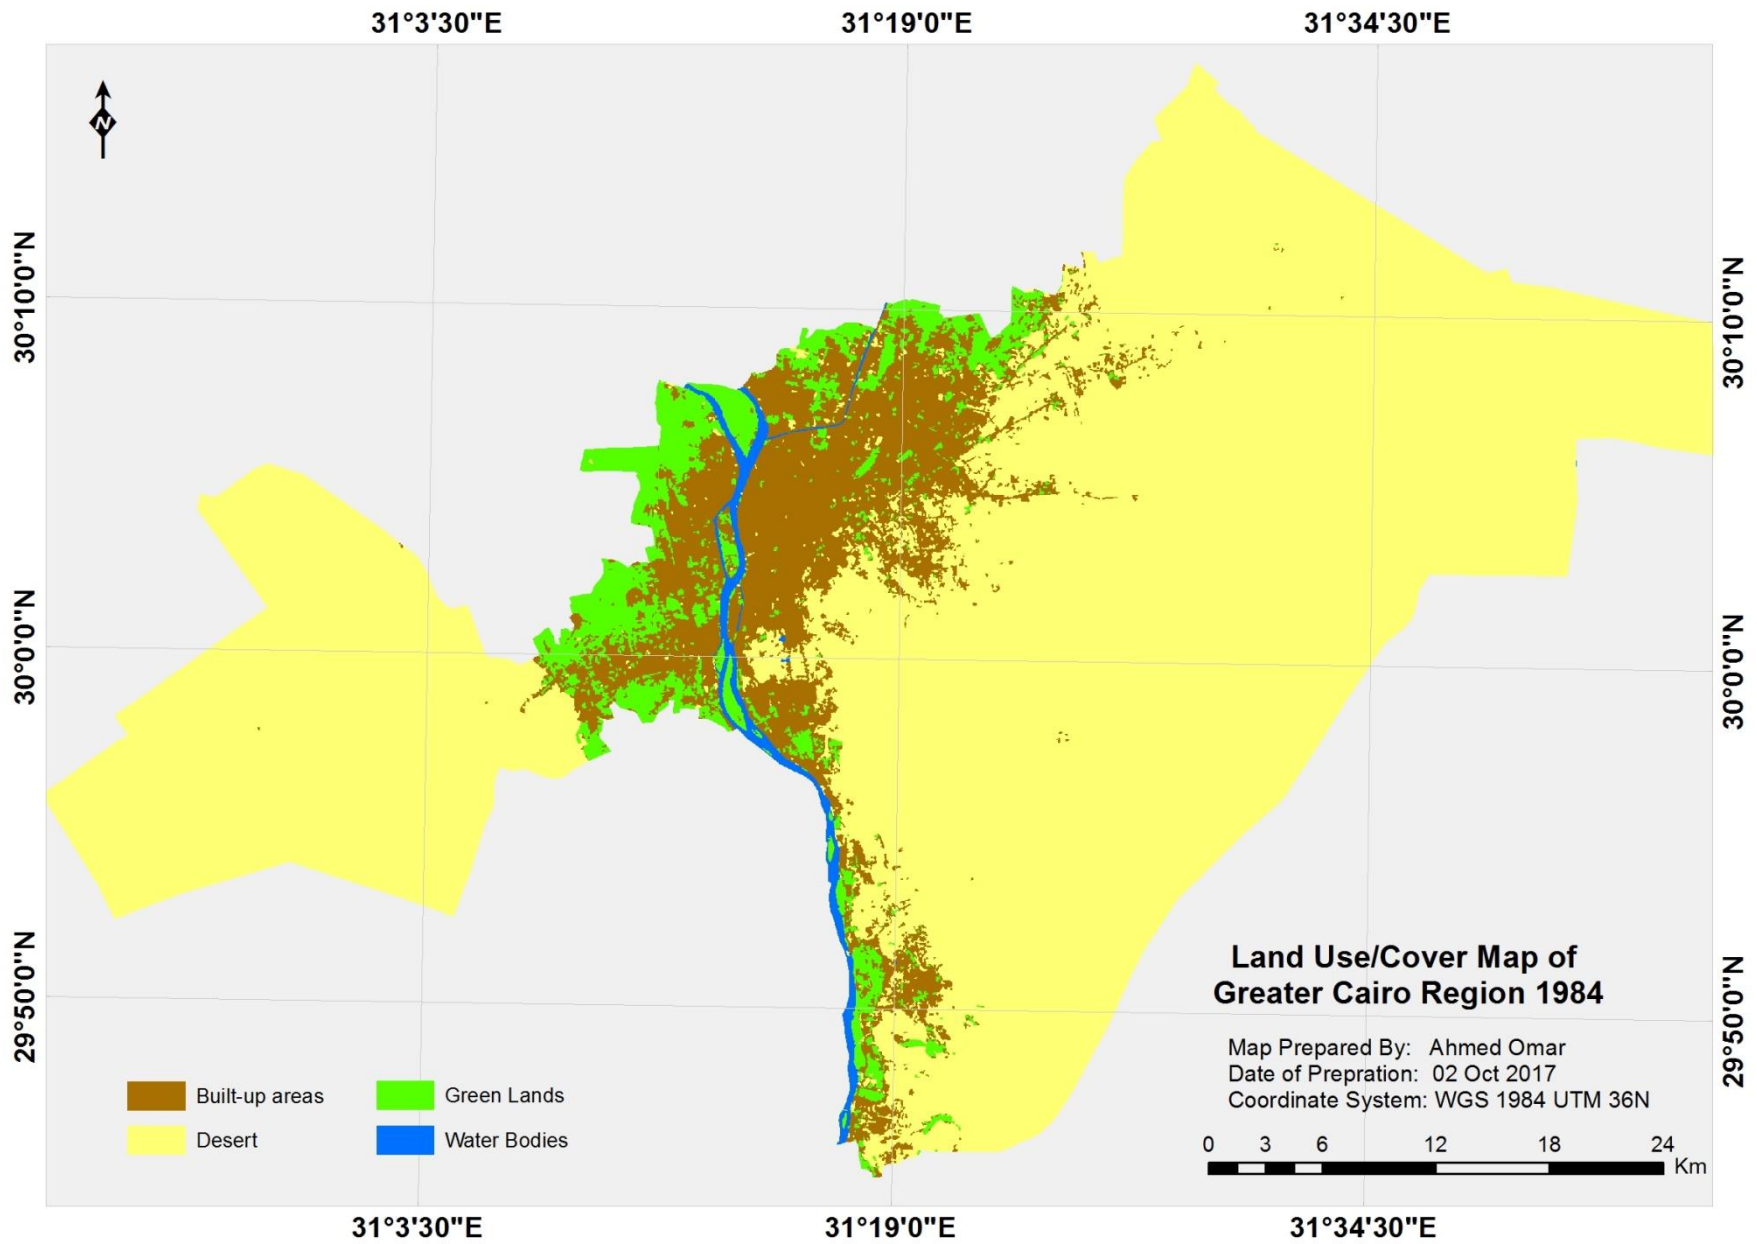 31°3'30"E 31°19'0"E 31°34'30"E
N
30°10'0"N
30°10'0"N
30°0'0"N
30°0'0"N
29°50'0"N
29°50'0"N
Land Use/Cover Map of
Greater Cairo Region 1984
Map Prepared By: Ahmed Omar
Date of Prepration: 02 Oct 2017
Coordinate System: WGS 1984 UTM 36N
Built-up areas Green Lands
Desert Water Bodies
0 3 6 12 18 24
Km
31°3'30"E 31°19'0"E 31°34'30"E